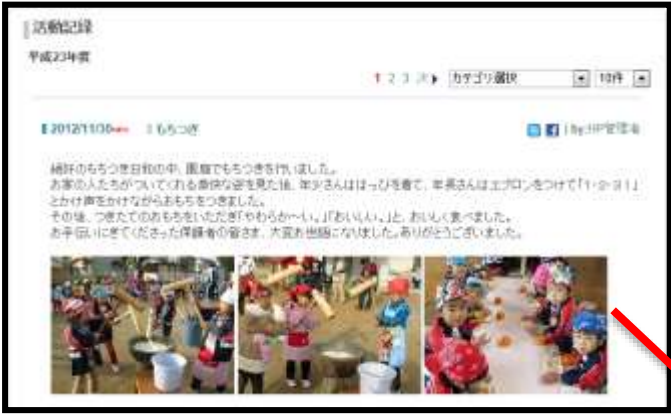 活動記録
平成23年度
1 2 3 次▶ カテゴリ選択 10件
2012/11/30 もちつき | by:HP管理者
絶好のもちつき日和の中、園庭でもちつきを行いました。
お家の人たちがついてくれる豪快な姿を見た後、年少さんははっぴを着て、年長さんはエプロンをつけて「1・2・3!」
とかけ声をかけながらおもちをつきました。
その後、つきたてのおもちをいただき「やわらか〜い。」「おいしい。」と、おいしく食べました。
お手伝いにきてくださった保護者の皆さま、大変お世話になりました。ありがとうございました。